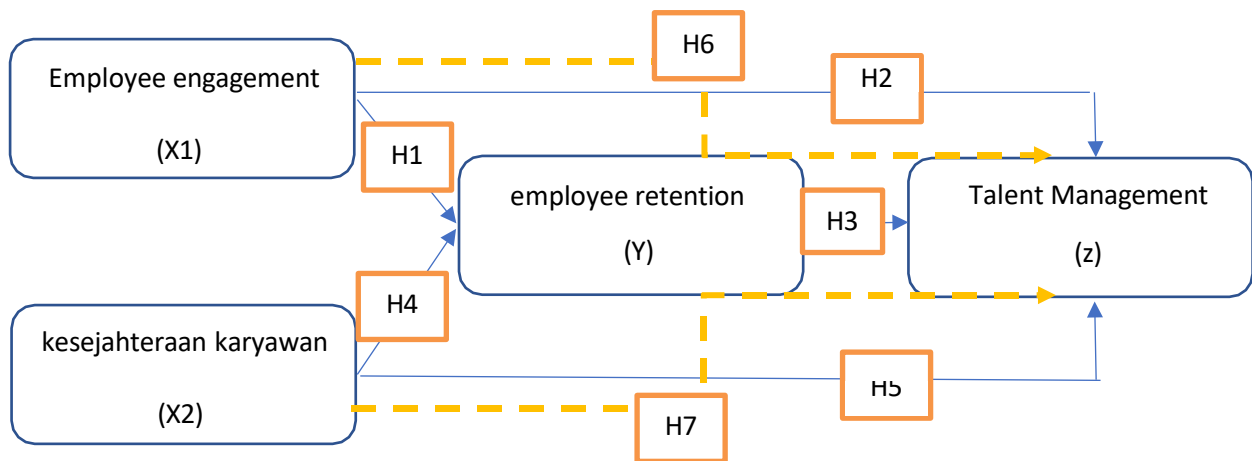 H6
Employee engagement
(X1)
H2
H1
employee retention
(Y)
H3
Talent Management
(z)
H4
kesejahteraan karyawan
(X2)
H5
H7